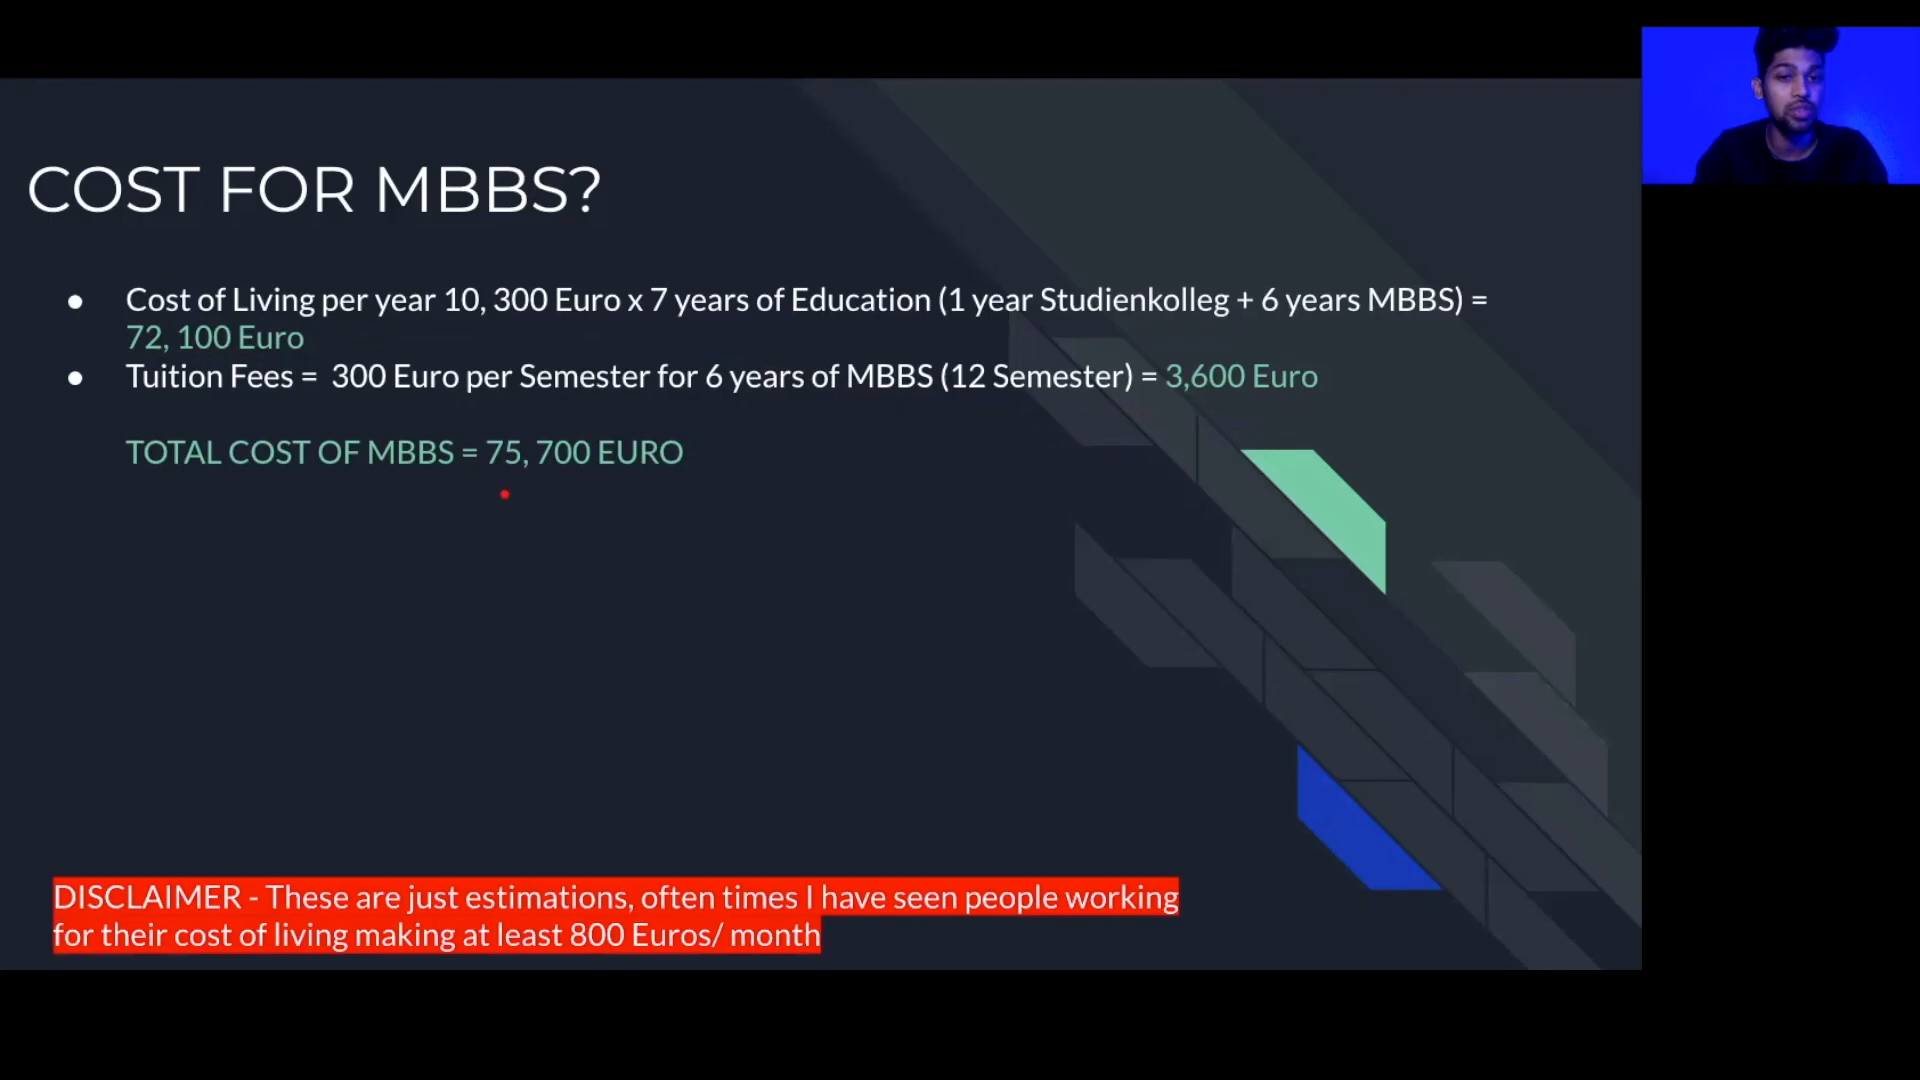 COST FOR MBBS?
● Cost of Living per year 10, 300 Euro x 7 years of Education (1 year Studienkolleg + 6 years MBBS) =
72, 100 Euro
● Tuition Fees = 300 Euro per Semester for 6 years of MBBS (12 Semester) = 3,600 Euro
TOTAL COST OF MBBS = 75, 700 EURO
DISCLAIMER - These are just estimations, often times I have seen people working
for their cost of living making at least 800 Euros/ month